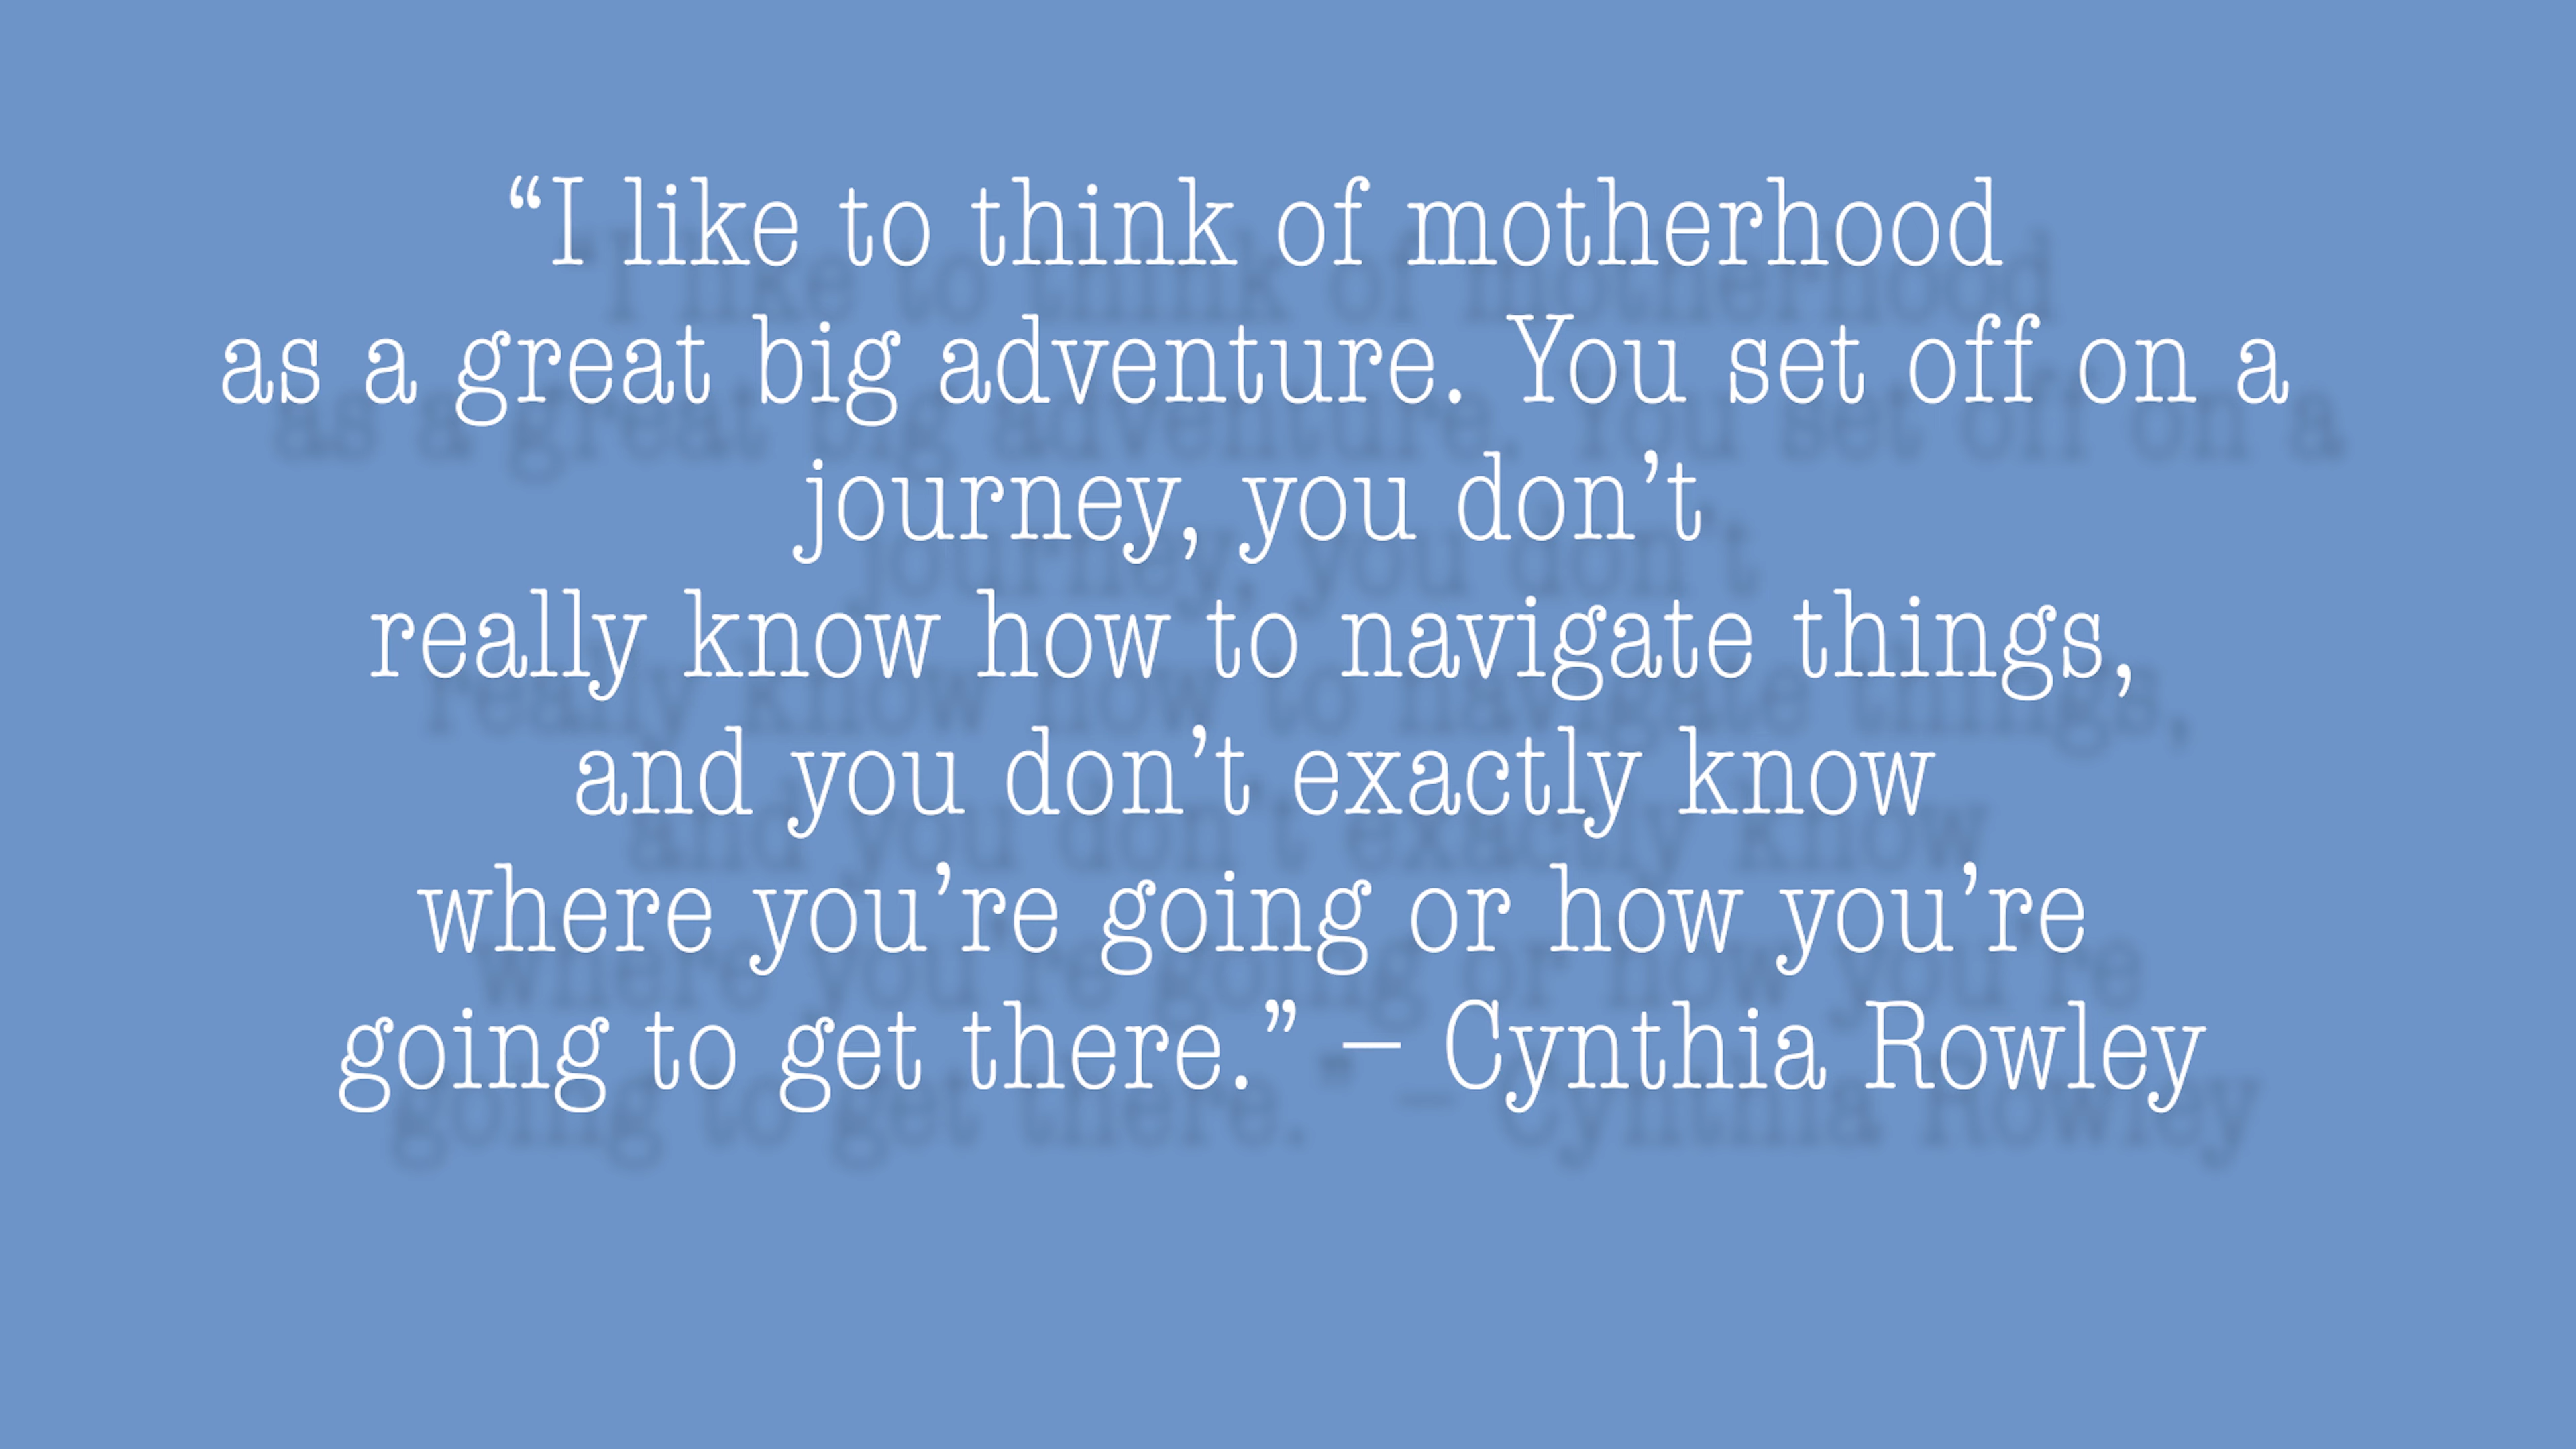 “I like to think of motherhood
as a great big adventure. You set off on a
journey, you don’t
really know how to navigate things,
and you don’t exactly know
where you’re going or how you’re
going to get there.” – Cynthia Rowley